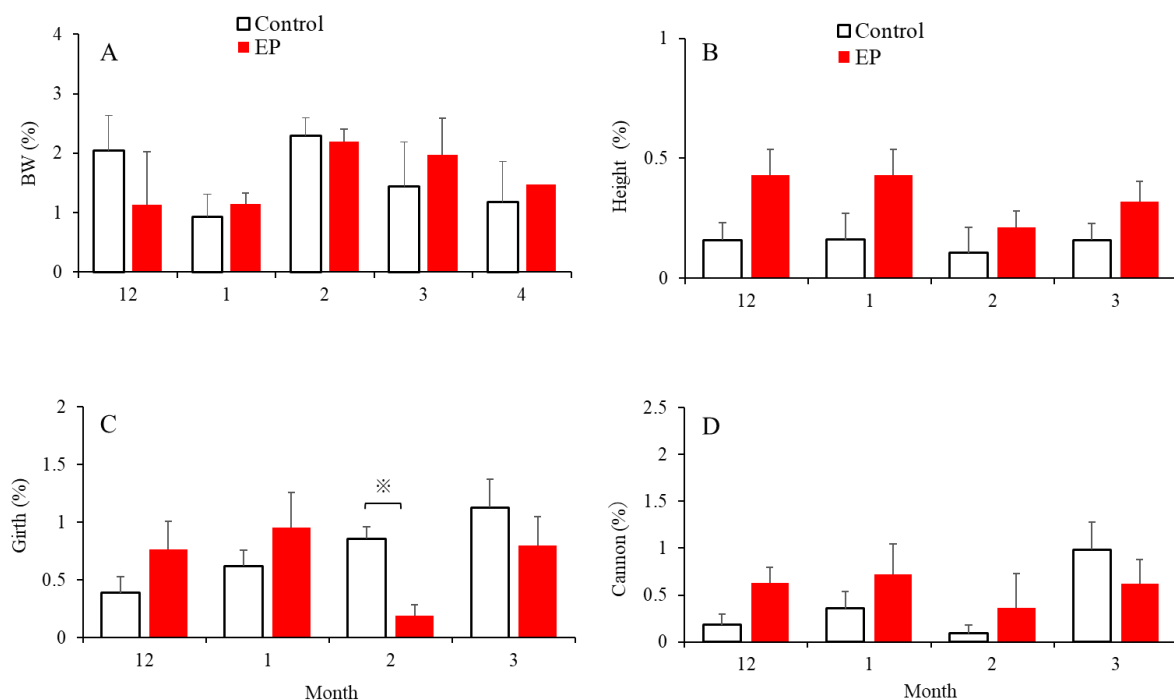 A
Control
EP
BW (%)
4
3
2
1
0
12 1 2 3 4
B
Control
EP
Height (%)
1
0.5
0
12 1 2 3
C
Girth (%)
2
1.5
1
0.5
0
※
12 1 2 3
Month
D
Cannon (%)
2.5
2
1.5
1
0.5
0
12 1 2 3
Month